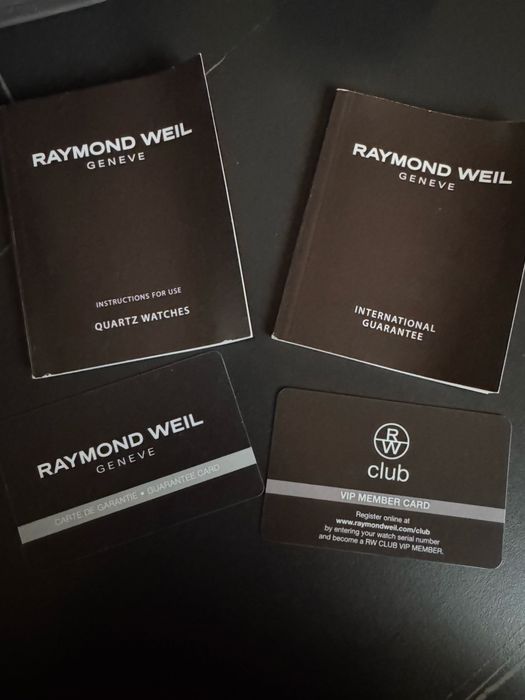 RAYMOND WEIL
GENEVE
INSTRUCTIONS FOR USE
QUARTZ WATCHES
RAYMOND WEIL
GENEVE
INTERNATIONAL
GUARANTEE
RAYMOND WEIL
GENEVE
CARTE DE GARANTIE • GUARANTEE CARD
RW
club
VIP MEMBER CARD
Register online at
www.raymondweil.com/club
by entering your watch serial number
and become a RW CLUB VIP MEMBER.